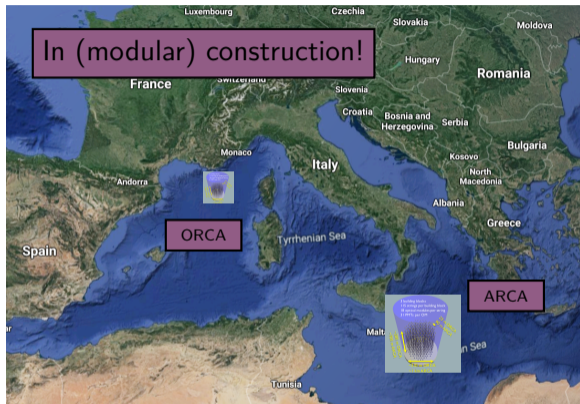 Luxembourg
Czechia
Slovakia
Moldova
In (modular) construction!
Hungary
Romania
France
Switzerland
Slovenia
Croatia
Bosnia and
Herzegovina
Serbia
Bulgaria
Monaco
Kosovo
Italy
North
Macedonia
Andorra
Albania
Greece
ORCA
Tyrrhenian Sea
Spain
ARCA
Malta
an Sea
Tunisia